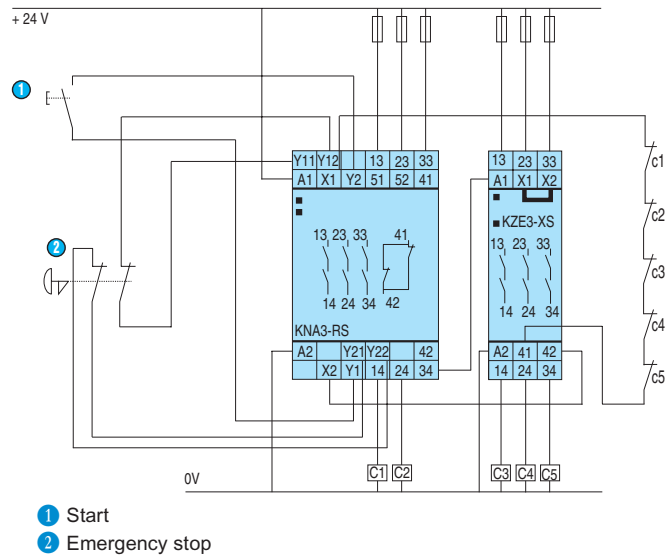 + 24 V
1
Y11 Y12 13 23 33
A1 X1 Y2 51 52 41
13 23 33
A1 X1 X2
c1
c2
c3
c4
c5
2
13 23 33 41
14 24 34 42
KNA3-RS
KZE3-XS
13 23 33
14 24 34
A2 Y21 Y22 42
X2 Y1 14 24 34
A2 41 42
14 24 34
C1 C2 C3 C4 C5
0V
1 Start
2 Emergency stop